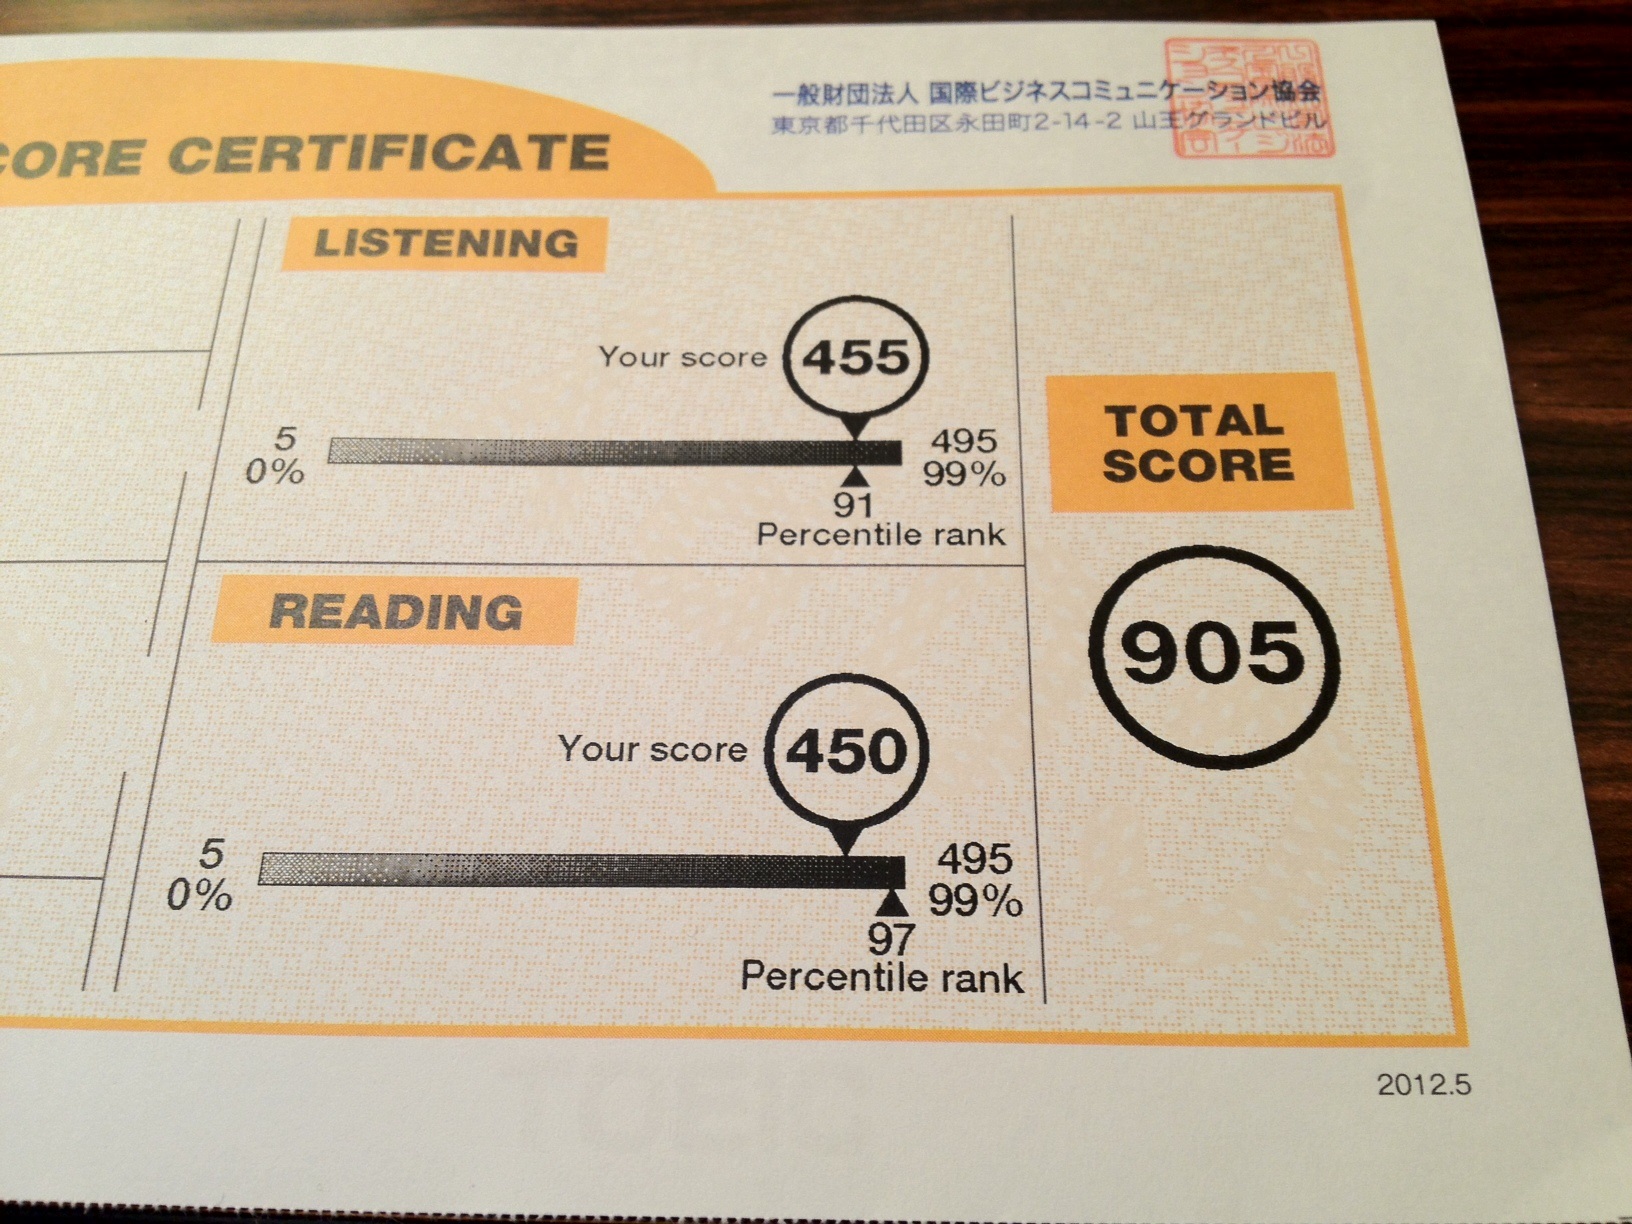 CORE CERTIFICATE
一般財団法人 国際ビジネスコミュニケーション協会
東京都千代田区永田町2-14-2 山王グランドビル
LISTENING
Your score 455
5 495
0% 99%
91
Percentile rank
READING
Your score 450
5 495
0% 99%
97
Percentile rank
TOTAL
SCORE
905
2012.5